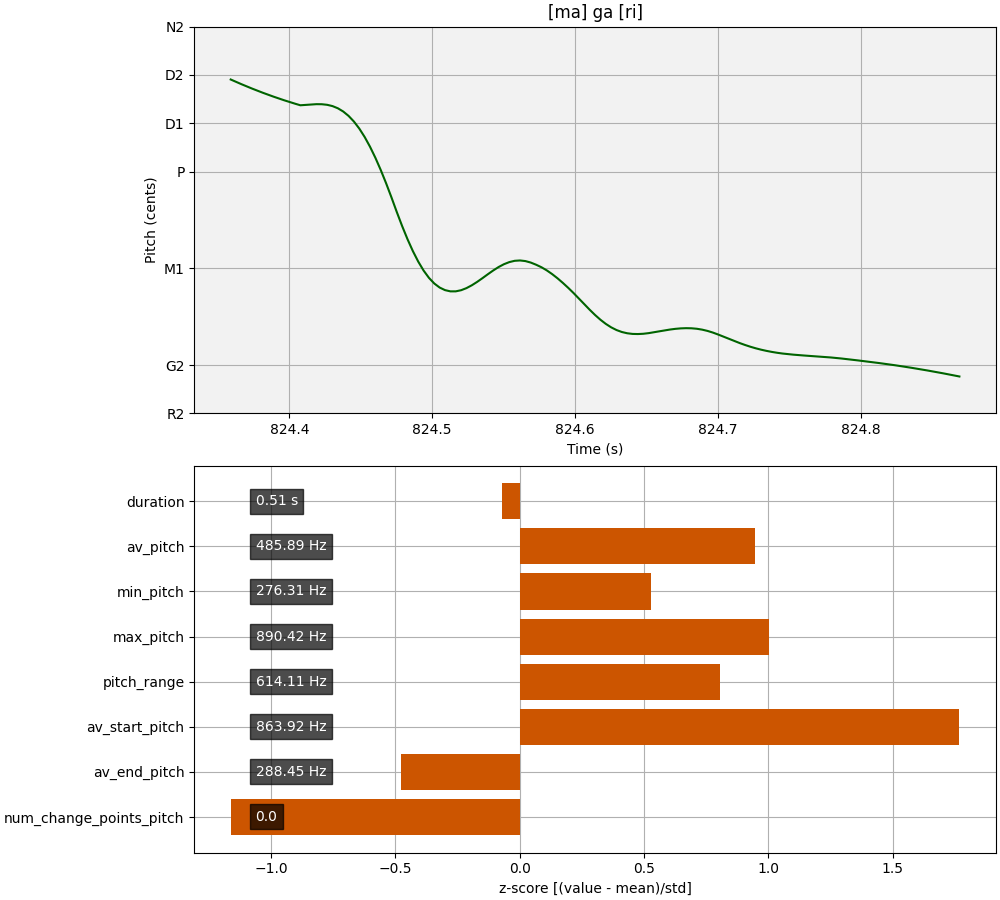 [ma] ga [ri]
N2
D2
D1
P
M1
G2
R2
Pitch (cents)
824.4 824.5 824.6 824.7 824.8
Time (s)
duration 0.51 s
av_pitch 485.89 Hz
min_pitch 276.31 Hz
max_pitch 890.42 Hz
pitch_range 614.11 Hz
av_start_pitch 863.92 Hz
av_end_pitch 288.45 Hz
num_change_points_pitch 0.0
−1.0 −0.5 0.0 0.5 1.0 1.5
z-score [(value - mean)/std]